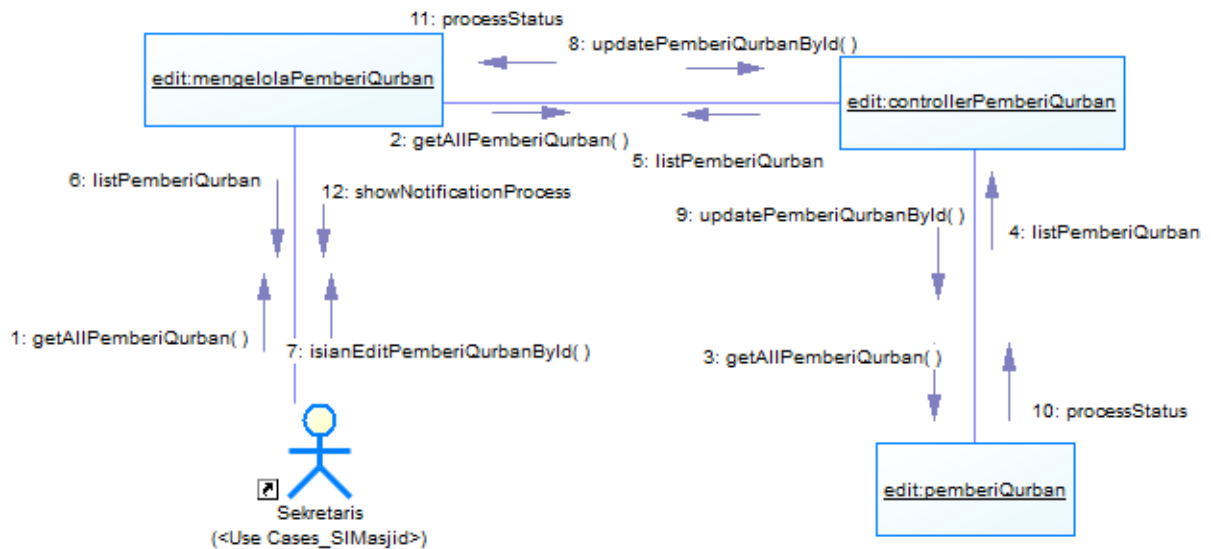 11: processStatus
8: updatePemberiQurbanById( )
edit:mengelolaPemberiQurban
edit:controllerPemberiQurban
2: getAllPemberiQurban( )
5: listPemberiQurban
6: listPemberiQurban
12: showNotificationProcess
9: updatePemberiQurbanById( )
4: listPemberiQurban
1: getAllPemberiQurban( )
7: isianEditPemberiQurbanById( )
3: getAllPemberiQurban( )
10: processStatus
edit:pemberiQurban
Sekretaris
(<Use Cases_SIMasjid>)